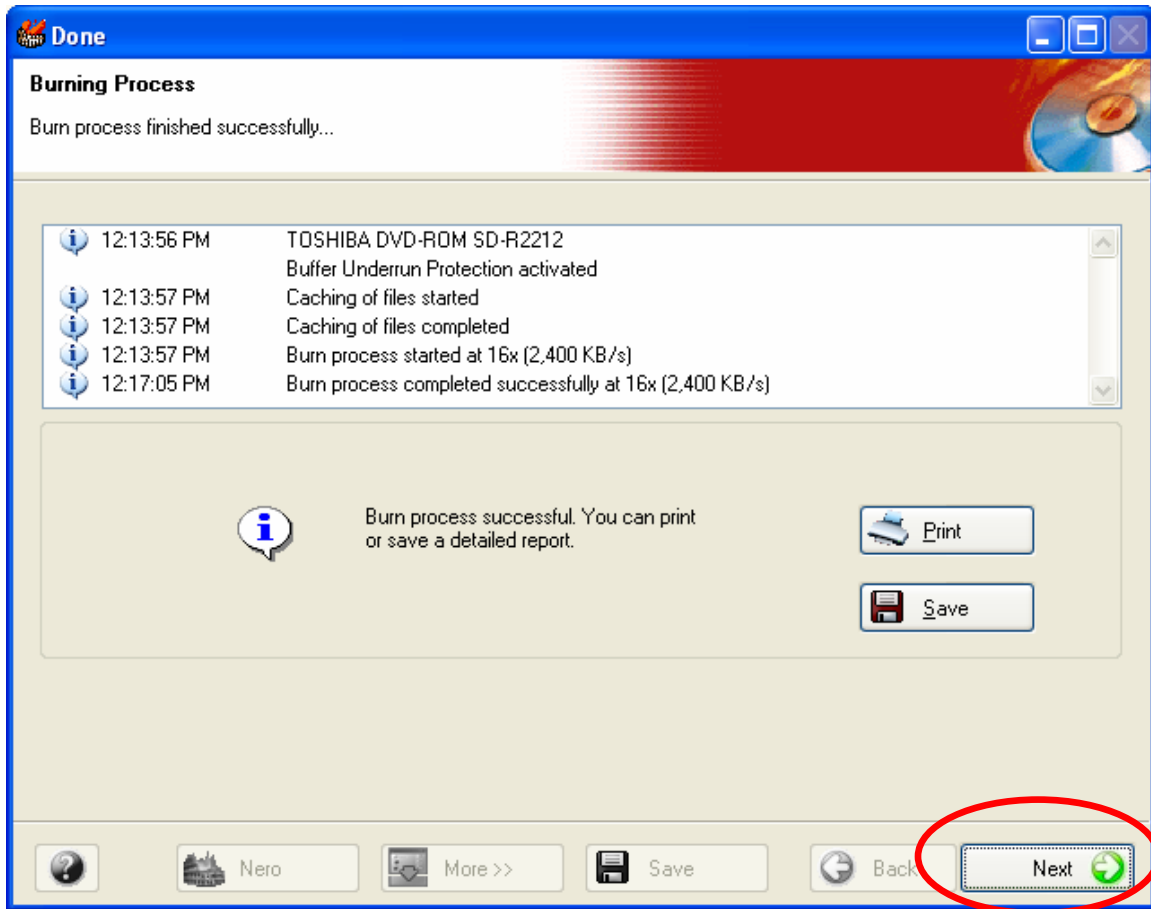 Done
Burning Process
Burn process finished successfully...
12:13:56 PM TOSHIBA DVD-ROM SD-R2212
Buffer Underrun Protection activated
12:13:57 PM Caching of files started
12:13:57 PM Caching of files completed
12:13:57 PM Burn process started at 16x (2,400 KB/s)
12:17:05 PM Burn process completed successfully at 16x (2,400 KB/s)
Burn process successful. You can print
or save a detailed report.
Print
Save
Nero More >> Save Back Next